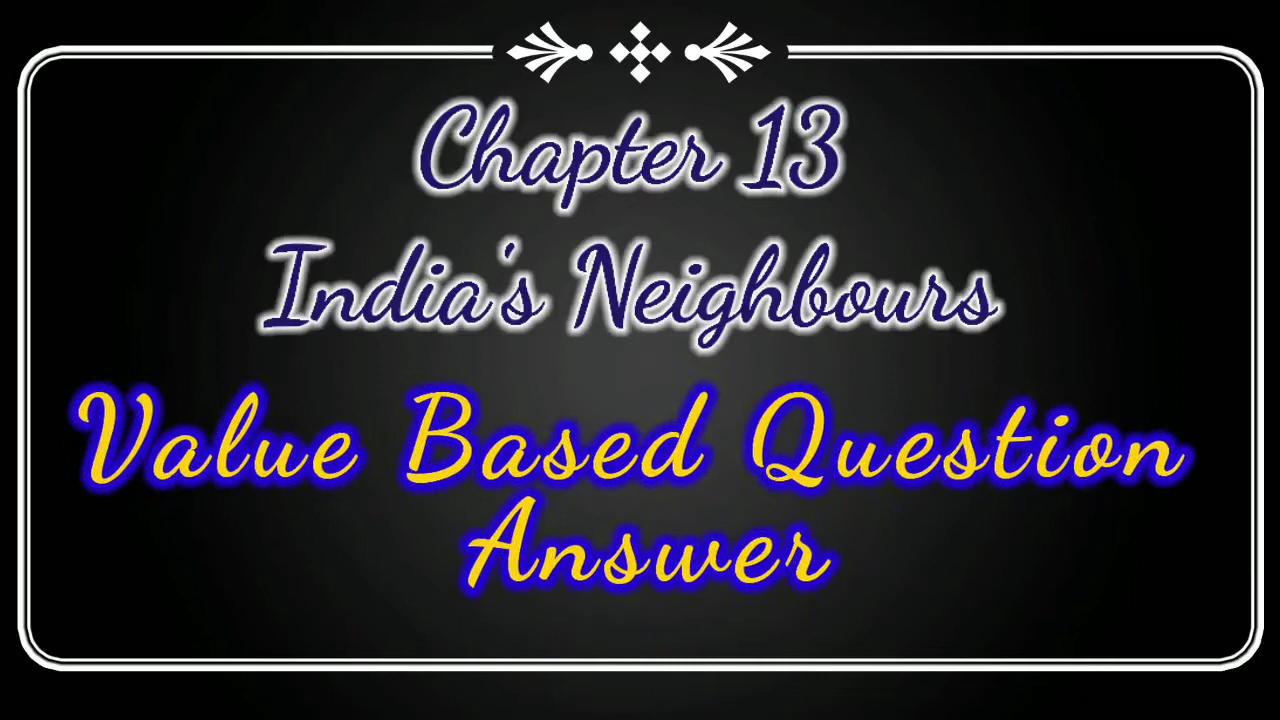 Chapter 13
India's Neighbours
Value Based Question
Answer